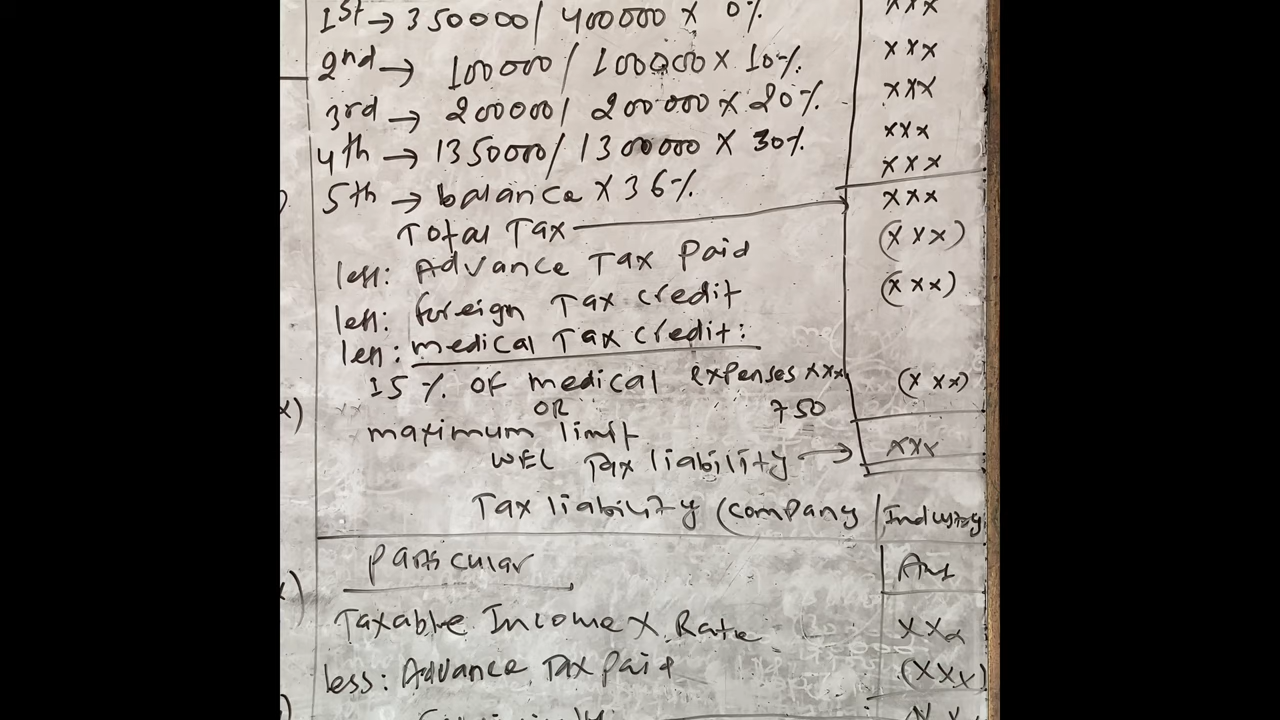 1st → 350000/ 400000 × 0% xxx
2nd → 100000/ 100000 × 10% xxx
3rd → 200000/ 200000 × 20% xxx
4th → 1350000/ 1300000 × 30% xxx
5th → balance × 36% xxx
Total Tax xxx
less: Advance Tax Paid (xxx)
less: foreign Tax credit (xxx)
less: medical Tax credit:
15% of medical expenses xxx (xxx)
OR 750
maximum limit
Tax liability → xxx
Tax liability (company / Industry
particular Amt
Taxable Income × Rate xxx
less: Advance Tax Paid (xxx)